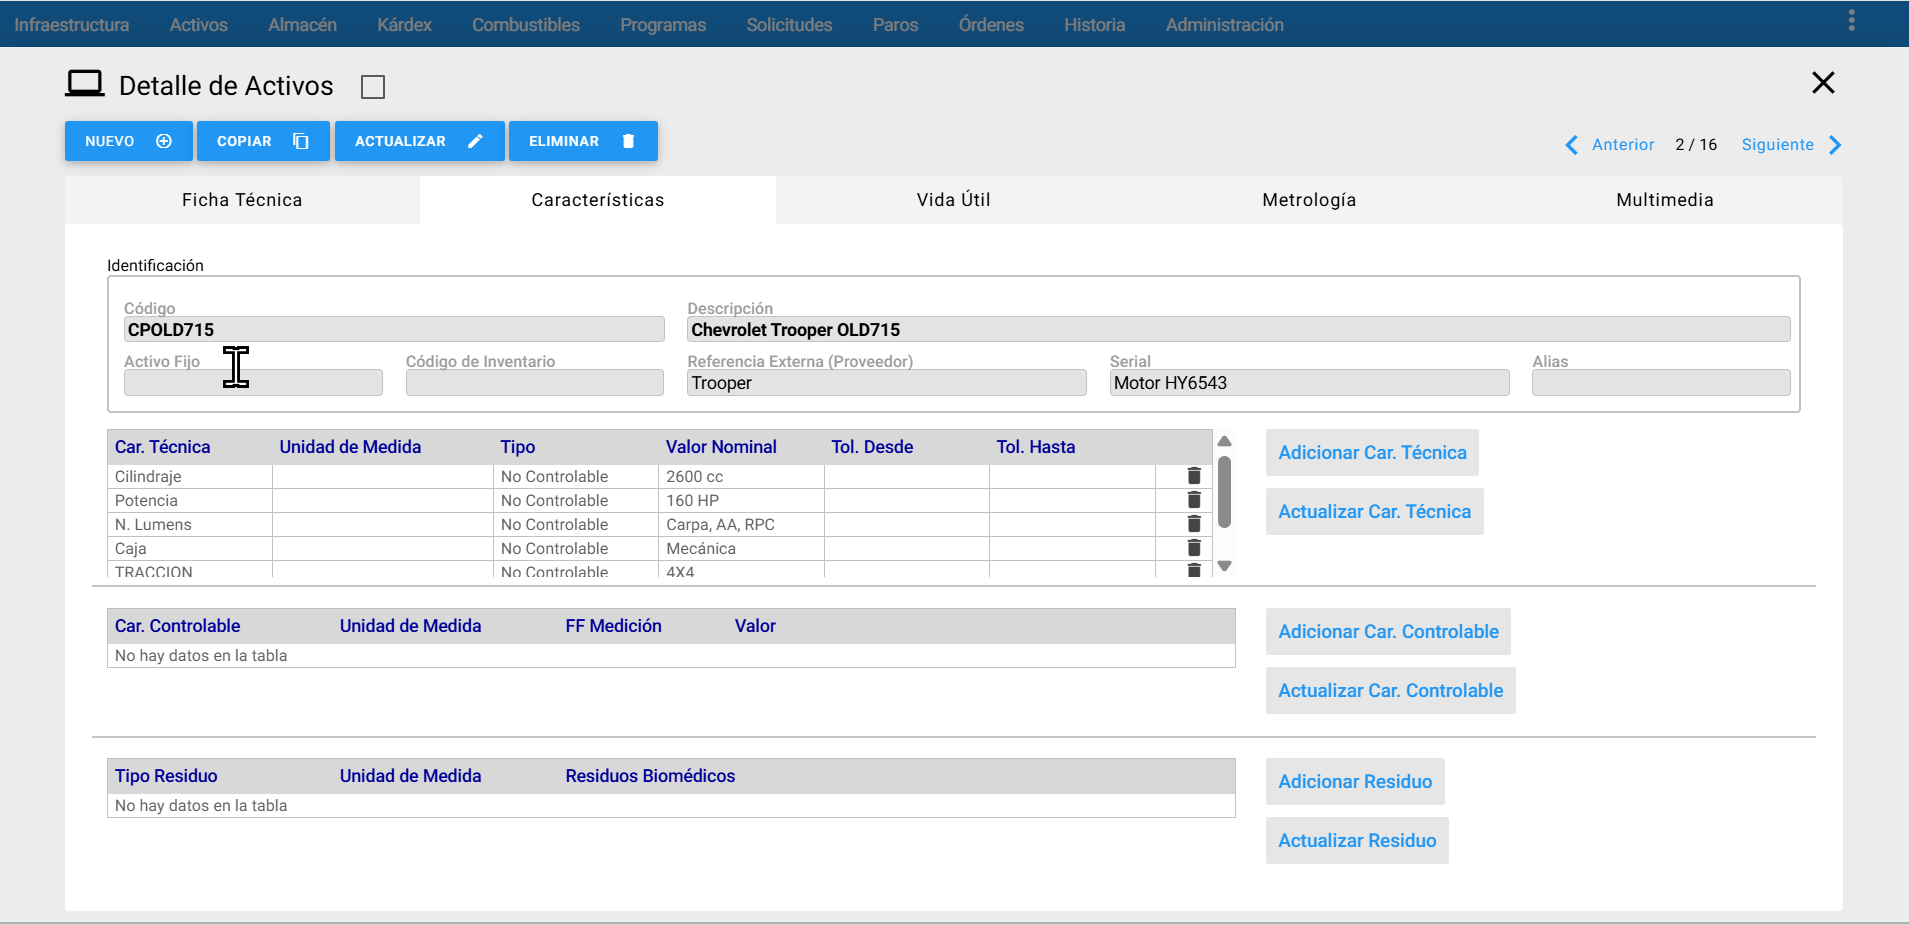 Infraestructura Activos Almacén Kárdex Combustibles Programas Solicitudes Paros Órdenes Historia Administración
Detalle de Activos
NUEVO COPIAR ACTUALIZAR ELIMINAR
Anterior 2 / 16 Siguiente
Ficha Técnica Características Vida Útil Metrología Multimedia
Identificación
Código Descripción
CPOLD715 Chevrolet Trooper OLD715
Activo Fijo Código de Inventario Referencia Externa (Proveedor) Serial Alias
Trooper Motor HY6543
Car. Técnica Unidad de Medida Tipo Valor Nominal Tol. Desde Tol. Hasta
Cilindraje No Controlable 2600 cc
Potencia No Controlable 160 HP
N. Lumens No Controlable Carpa, AA, RPC
Caja No Controlable Mecánica
TRACCION No Controlable 4X4
Adicionar Car. Técnica
Actualizar Car. Técnica
Car. Controlable Unidad de Medida FF Medición Valor
No hay datos en la tabla
Adicionar Car. Controlable
Actualizar Car. Controlable
Tipo Residuo Unidad de Medida Residuos Biomédicos
No hay datos en la tabla
Adicionar Residuo
Actualizar Residuo